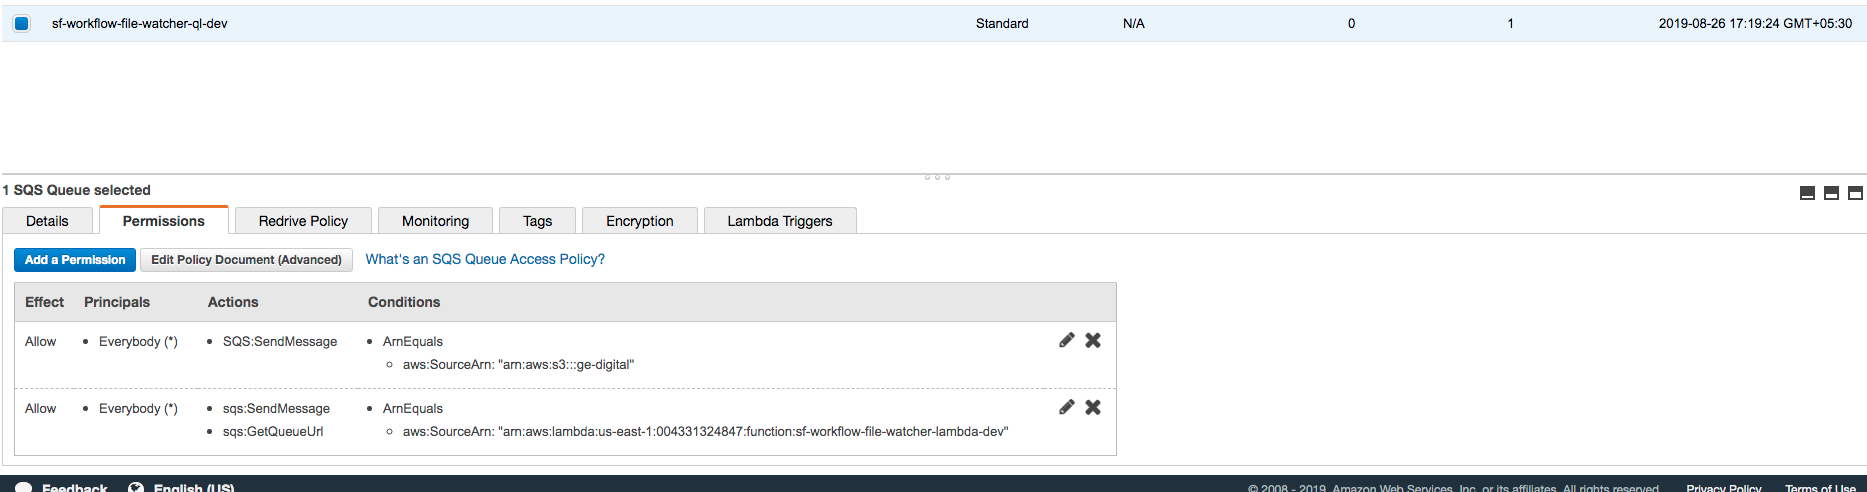 sf-workflow-file-watcher-ql-dev Standard N/A 0 1 2019-08-26 17:19:24 GMT+05:30
1 SQS Queue selected
Details Permissions Redrive Policy Monitoring Tags Encryption Lambda Triggers
Add a Permission Edit Policy Document (Advanced) What's an SQS Queue Access Policy?
Effect Principals Actions Conditions
Allow • Everybody (*) • SQS:SendMessage • ArnEquals
○ aws:SourceArn: "arn:aws:s3:::ge-digital"
Allow • Everybody (*) • sqs:SendMessage • ArnEquals
• sqs:GetQueueUrl ○ aws:SourceArn: "arn:aws:lambda:us-east-1:004331324847:function:sf-workflow-file-watcher-lambda-dev"
Feedback English (US) © 2008 - 2019, Amazon Web Services, Inc. or its affiliates. All rights reserved. Privacy Policy Terms of Use